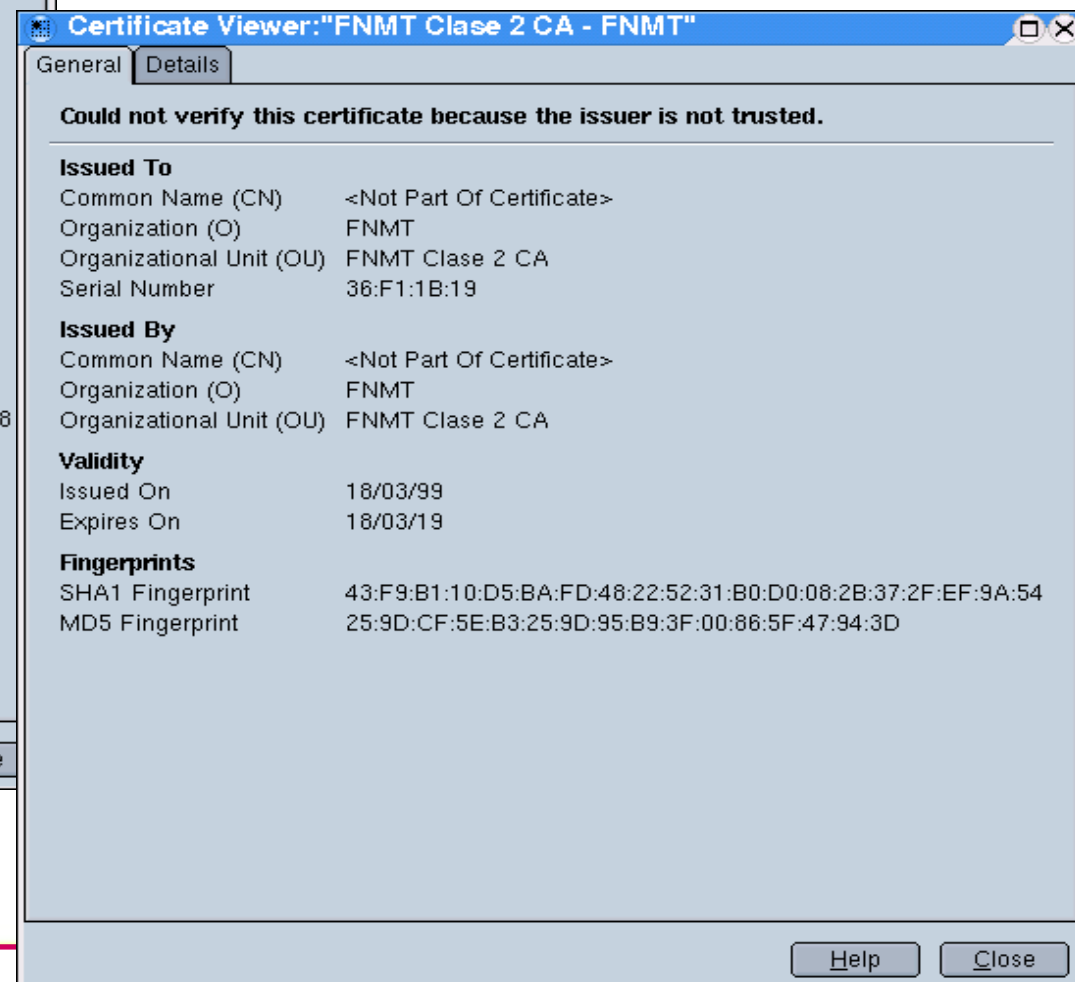 Certificate Viewer:"FNMT Clase 2 CA - FNMT"
General Details
Could not verify this certificate because the issuer is not trusted.
Issued To
Common Name (CN) <Not Part Of Certificate>
Organization (O) FNMT
Organizational Unit (OU) FNMT Clase 2 CA
Serial Number 36:F1:1B:19
Issued By
Common Name (CN) <Not Part Of Certificate>
Organization (O) FNMT
8
Organizational Unit (OU) FNMT Clase 2 CA
Validity
Issued On 18/03/99
Expires On 18/03/19
Fingerprints
SHA1 Fingerprint 43:F9:B1:10:D5:BA:FD:48:22:52:31:B0:D0:08:2B:37:2F:EF:9A:54
MD5 Fingerprint 25:9D:CF:5E:B3:25:9D:95:B9:3F:00:86:5F:47:94:3D
e
Help Close